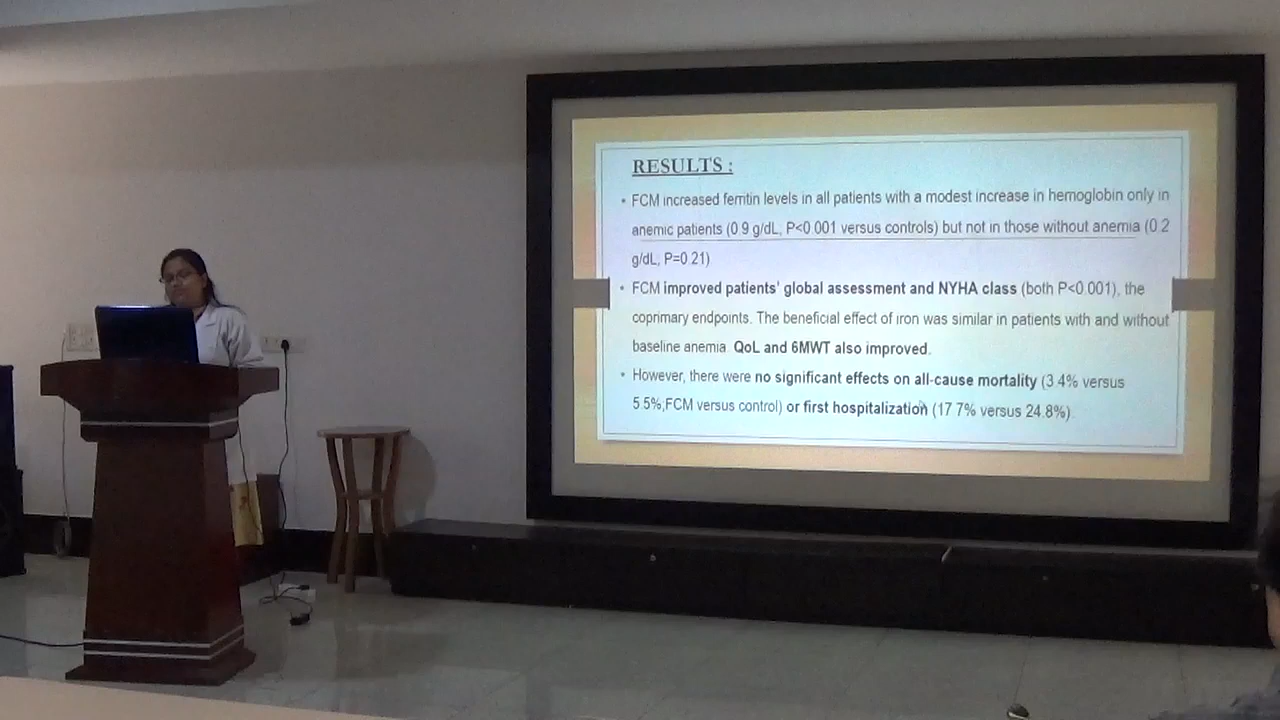 RESULTS :
• FCM increased ferritin levels in all patients with a modest increase in hemoglobin only in
anemic patients (0.9 g/dL, P<0.001 versus controls) but not in those without anemia (0.2
g/dL, P=0.21)
• FCM improved patients' global assessment and NYHA class (both P<0.001), the
coprimary endpoints. The beneficial effect of iron was similar in patients with and without
baseline anemia. QoL and 6MWT also improved.
• However, there were no significant effects on all-cause mortality (3.4% versus
5.5%,FCM versus control) or first hospitalization (17.7% versus 24.8%).